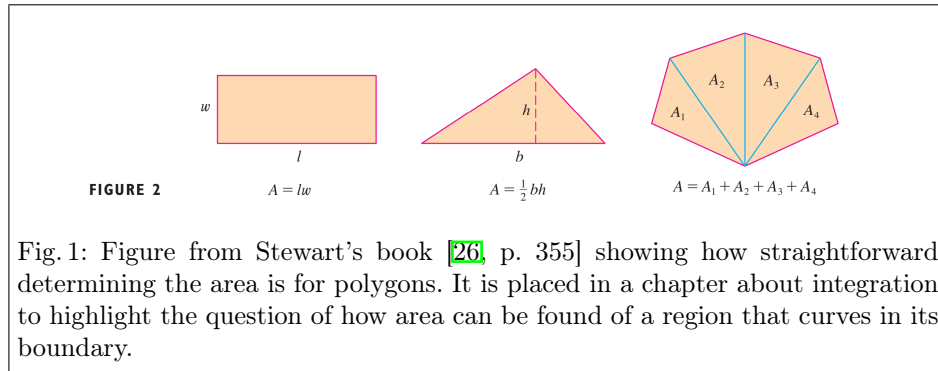 w
l
A = lw
h
b
A = 1/2 bh
A1
A2
A3
A4
A = A1 + A2 + A3 + A4
FIGURE 2
Fig. 1: Figure from Stewart's book [26, p. 355] showing how straightforward
determining the area is for polygons. It is placed in a chapter about integration
to highlight the question of how area can be found of a region that curves in its
boundary.